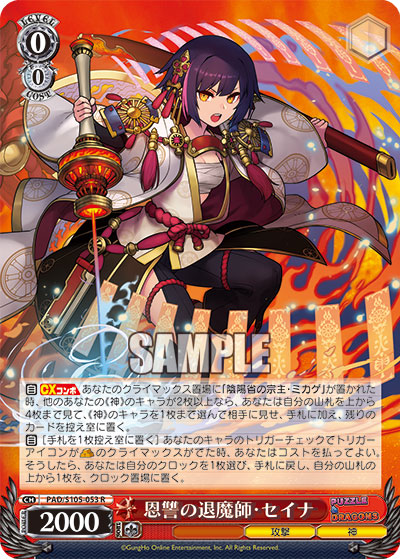 LEVEL
0
0
COST
SAMPLE
自 CXコンボ あなたのクライマックス置場に「陰陽省の宗主・ミカゲ」が置かれた
時、他のあなたの《神》のキャラが2枚以上なら、あなたは自分の山札を上から
4枚まで見て、《神》のキャラを1枚まで選んで相手に見せ、手札に加え、残りの
カードを控え室に置く。
自 [手札を1枚控え室に置く] あなたのキャラのトリガーチェックでトリガー
アイコンが のクライマックスがでた時、あなたはコストを払ってよい。
そうしたら、あなたは自分のクロックを1枚選び、手札に戻し、自分の山札の
上から1枚を、クロック置場に置く。
CH PAD/S105-053 R
2000
恩讐の退魔師・セイナ
攻撃
神
PUZZLE & DRAGONS
©GungHo Online Entertainment, Inc. All Rights Reserved.